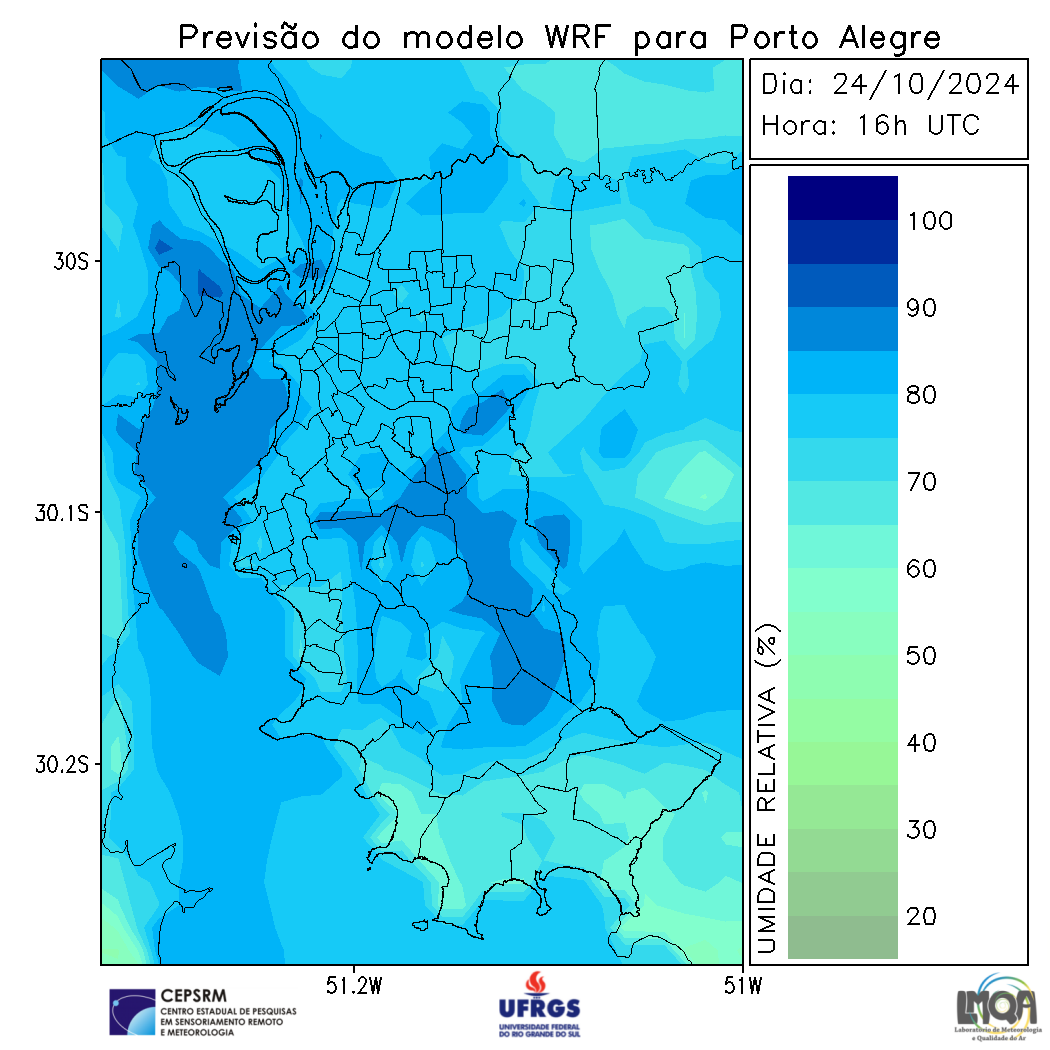 Previsão do modelo WRF para Porto Alegre
Dia: 24/10/2024
Hora: 16h UTC
30S
30.1S
30.2S
51.2W
51W
100
90
80
70
60
50
40
30
20
UMIDADE RELATIVA (%)
CEPSRM
CENTRO ESTADUAL DE PESQUISAS
EM SENSORIAMENTO REMOTO
E METEOROLOGIA
UFRGS
UNIVERSIDADE FEDERAL
DO RIO GRANDE DO SUL
LMQA
Laboratório de Meteorologia
e Qualidade do Ar